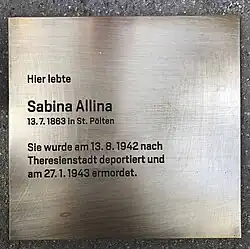 Hier lebte
Sabina Allina
13. 7. 1863 in St. Pölten
Sie wurde am 13. 8. 1942 nach
Theresienstadt deportiert und
am 27. 1. 1943 ermordet.